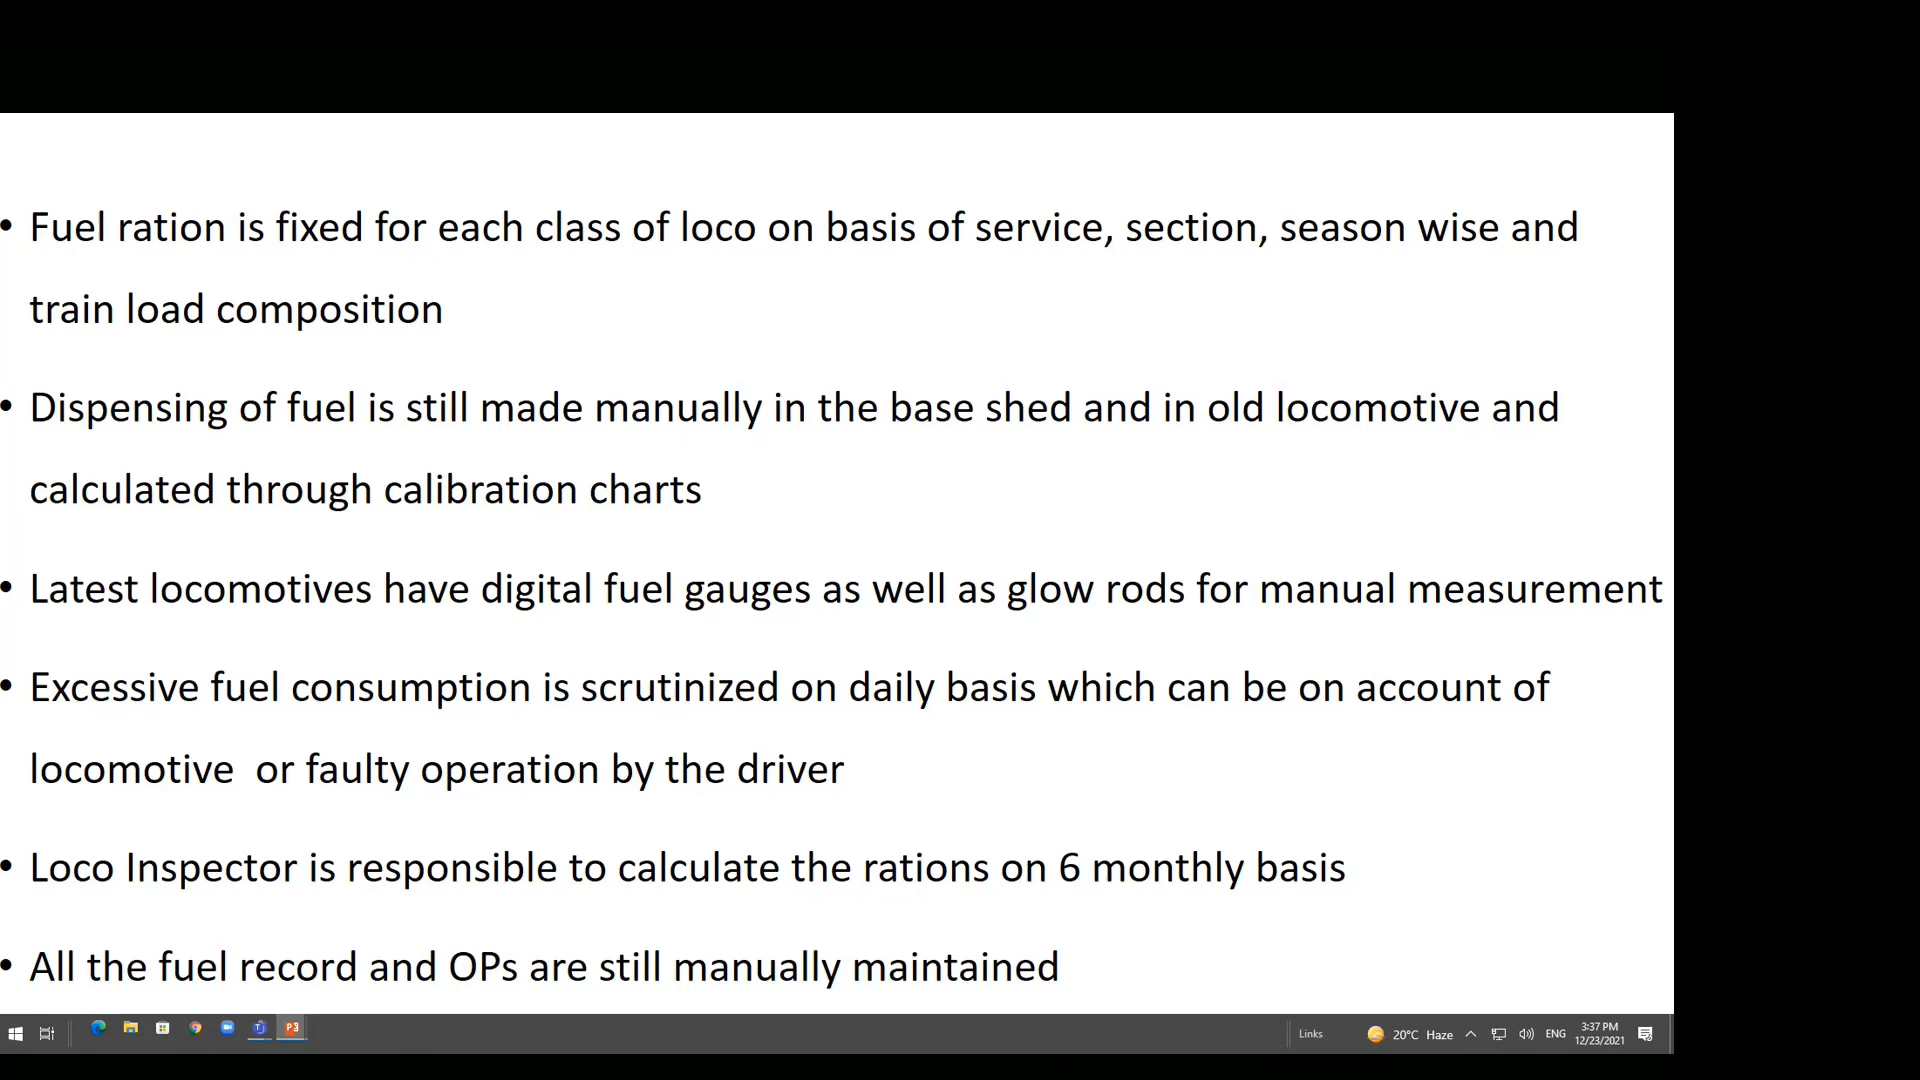 • Fuel ration is fixed for each class of loco on basis of service, section, season wise and
train load composition
• Dispensing of fuel is still made manually in the base shed and in old locomotive and
calculated through calibration charts
• Latest locomotives have digital fuel gauges as well as glow rods for manual measurement
• Excessive fuel consumption is scrutinized on daily basis which can be on account of
locomotive  or faulty operation by the driver
• Loco Inspector is responsible to calculate the rations on 6 monthly basis
• All the fuel record and OPs are still manually maintained
Links 20°C Haze ENG 3:37 PM
12/23/2021